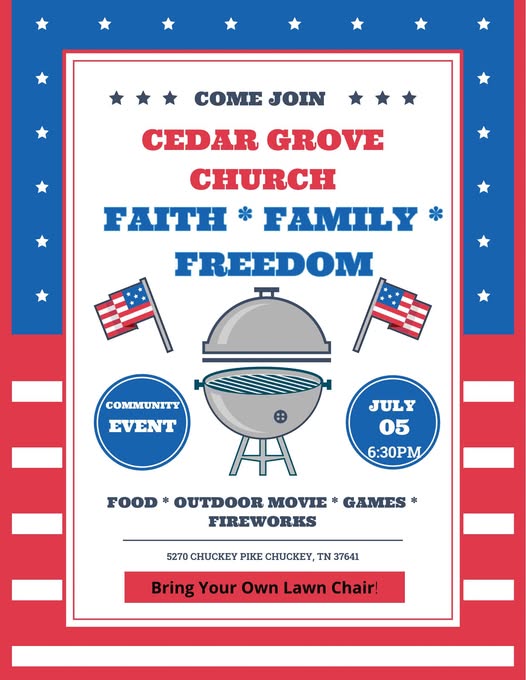 COME JOIN
CEDAR GROVE
CHURCH
FAITH * FAMILY *
FREEDOM
COMMUNITY
EVENT
JULY
05
6:30PM
FOOD * OUTDOOR MOVIE * GAMES *
FIREWORKS
5270 CHUCKEY PIKE CHUCKEY, TN 37641
Bring Your Own Lawn Chair!